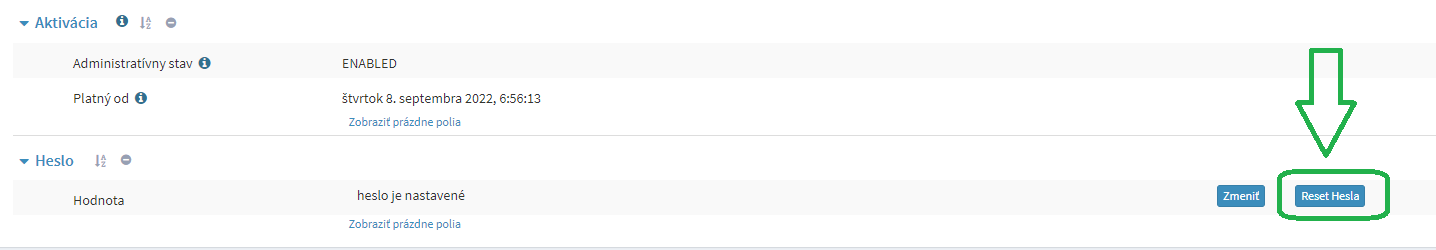 Aktivácia
Administratívny stav ENABLED
Platný od štvrtok 8. septembra 2022, 6:56:13
Zobraziť prázdne polia
Heslo
Hodnota heslo je nastavené Zmeniť Reset Hesla
Zobraziť prázdne polia